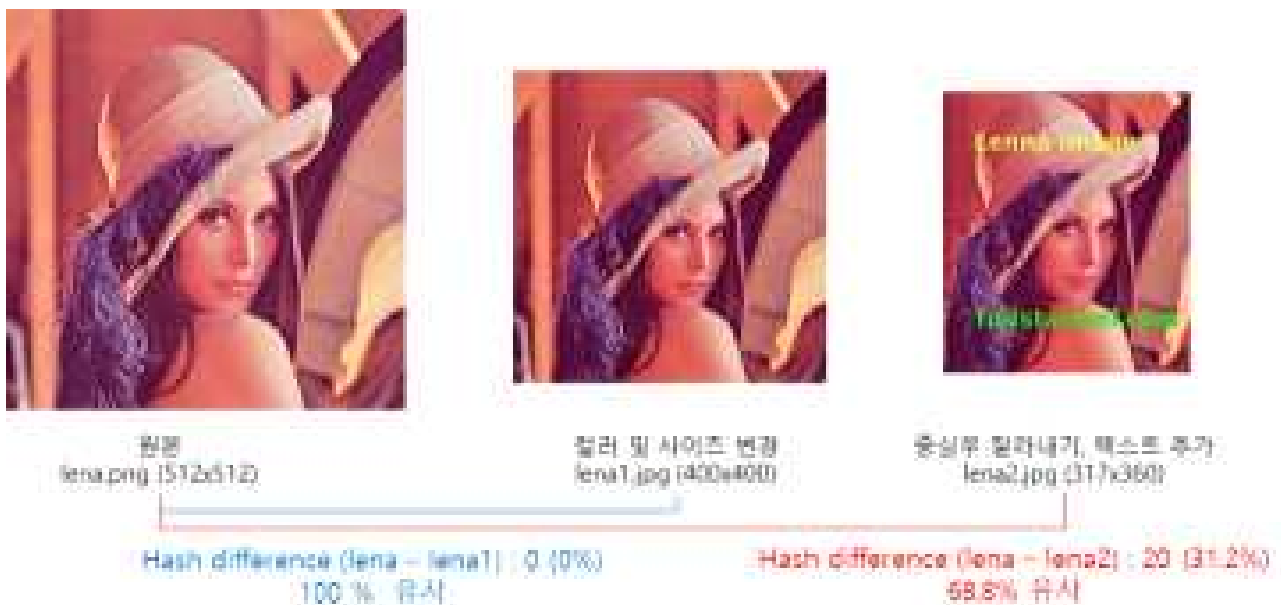 Lenna
원본
lena.png (512x512)
컬러 및 사이즈 변경
lena1.jpg (400x400)
중심부 잘라내기, 텍스트 추가
lena2.jpg (317x360)
Hash difference (lena - lena1) : 0 (0%)
100 % 유사
Hash difference (lena - lena2) : 20 (31.2%)
68.8% 유사